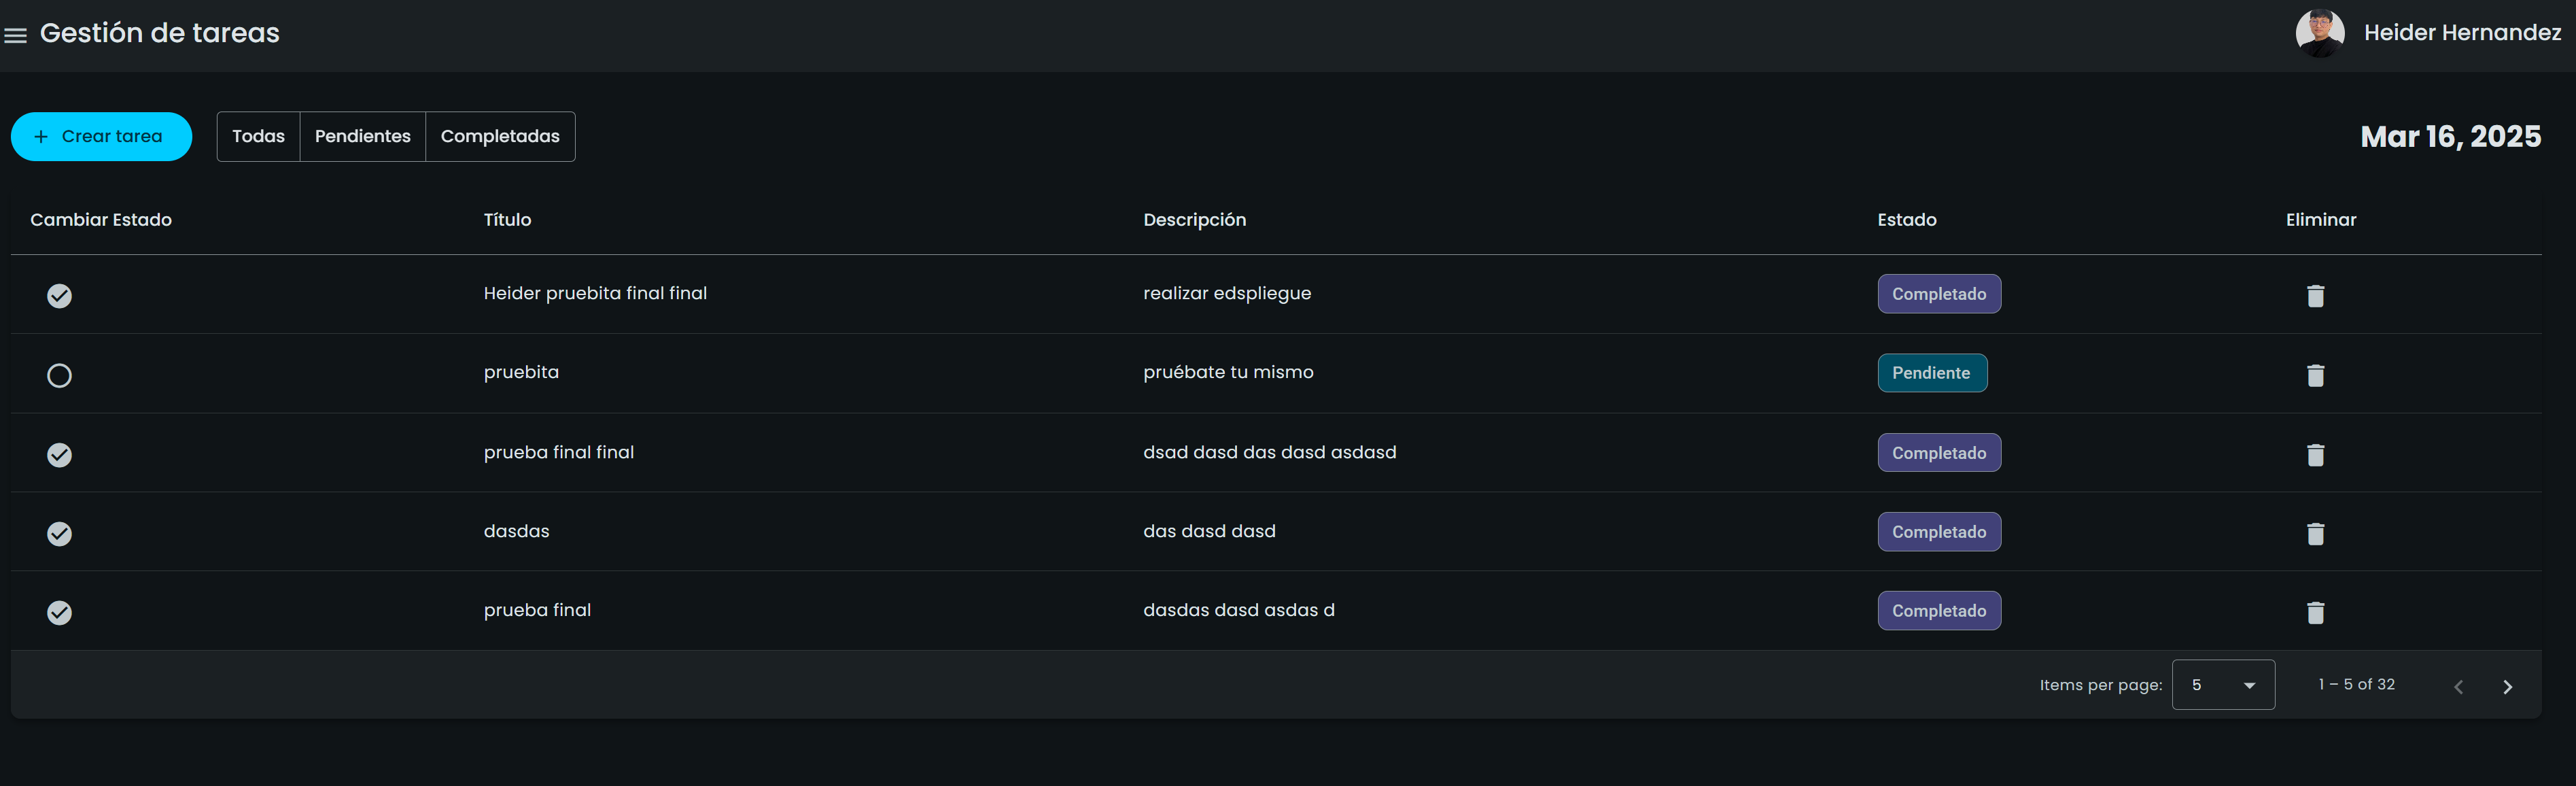 Gestión de tareas
Heider Hernandez
+ Crear tarea
Todas Pendientes Completadas
Mar 16, 2025
Cambiar Estado Título Descripción Estado Eliminar
Heider pruebita final final realizar edspliegue Completado
pruebita pruébate tu mismo Pendiente
prueba final final dsad dasd das dasd asdasd Completado
dasdas das dasd dasd Completado
prueba final dasdas dasd asdas d Completado
Items per page: 5 1 – 5 of 32